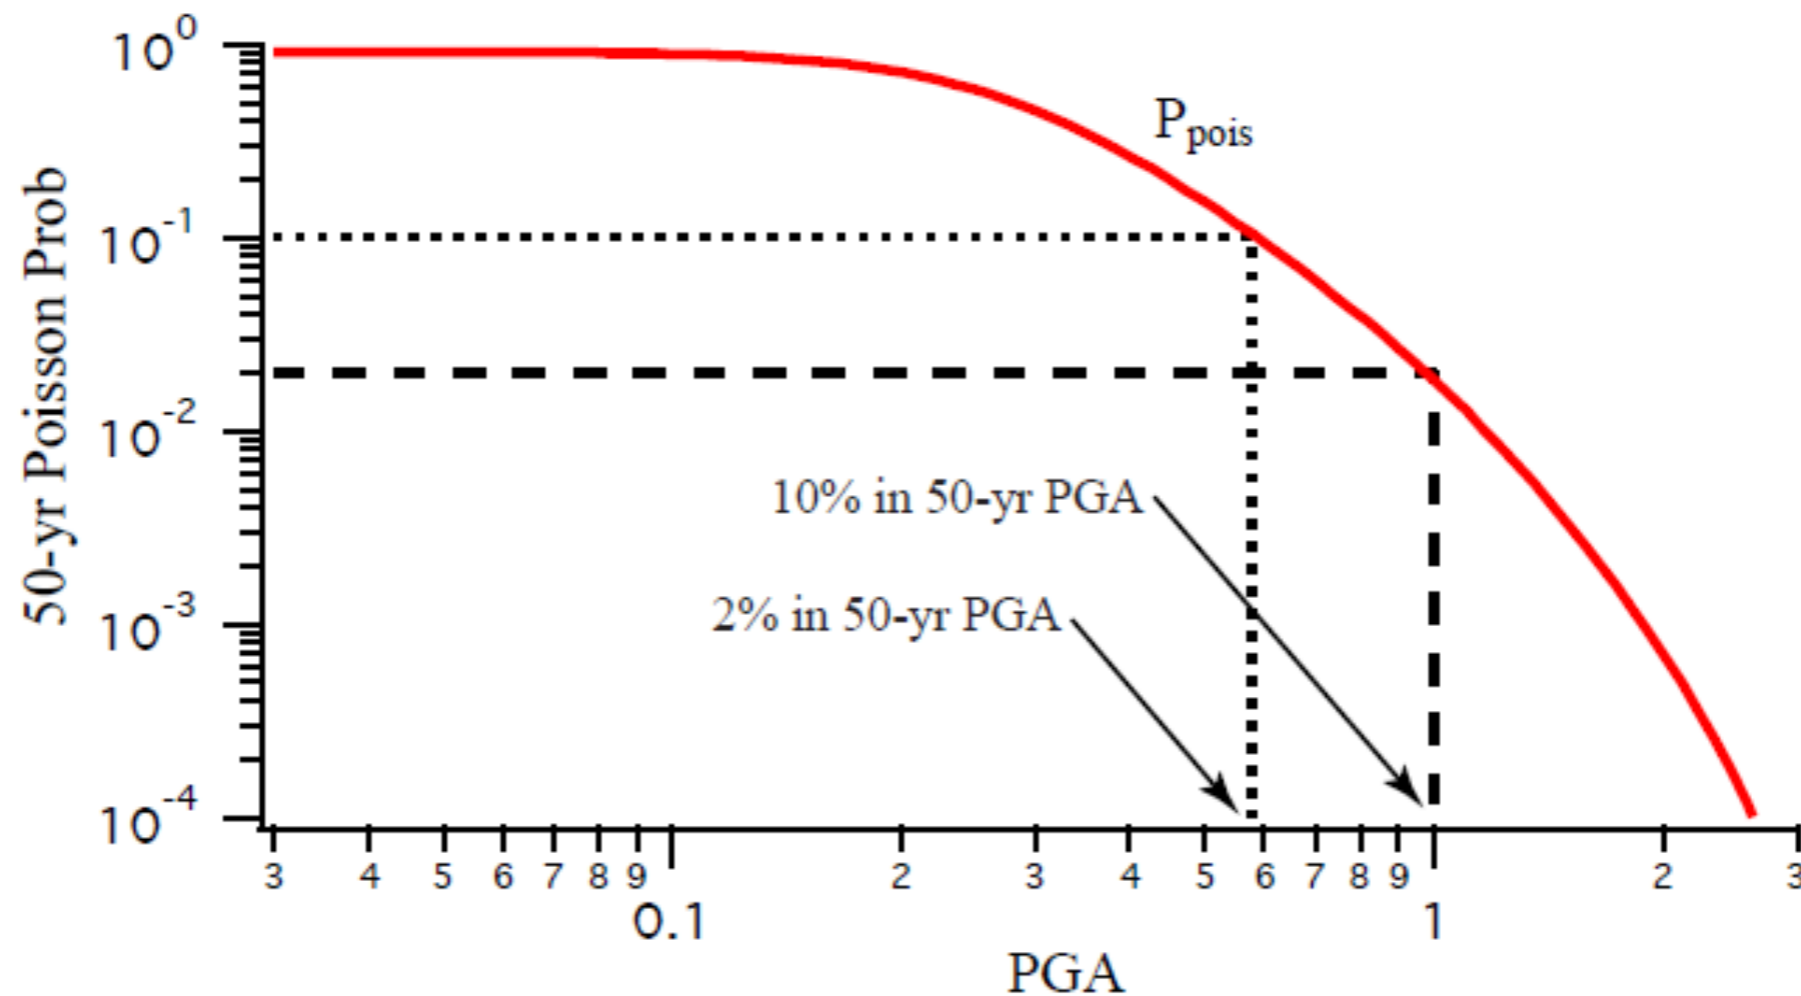 10^0
P_pois
10^-1
50-yr Poisson Prob
10^-2
10% in 50-yr PGA
2% in 50-yr PGA
10^-3
10^-4
3 4 5 6 7 8 9 2 3 4 5 6 7 8 9 2 3
0.1 1
PGA